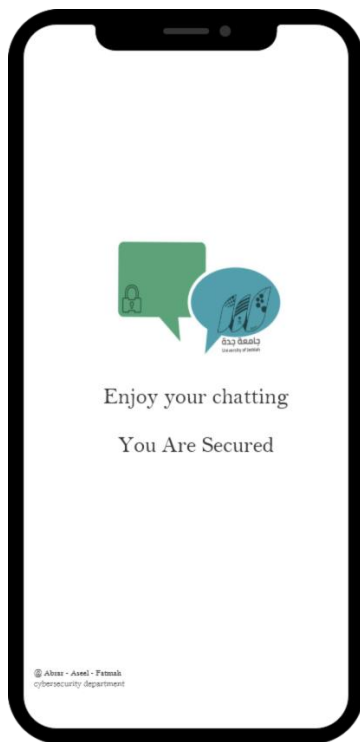 جامعة جدة
University of Jeddah
Enjoy your chatting
You Are Secured
@ Abrar - Aseel - Fatmah
cybersecurity department